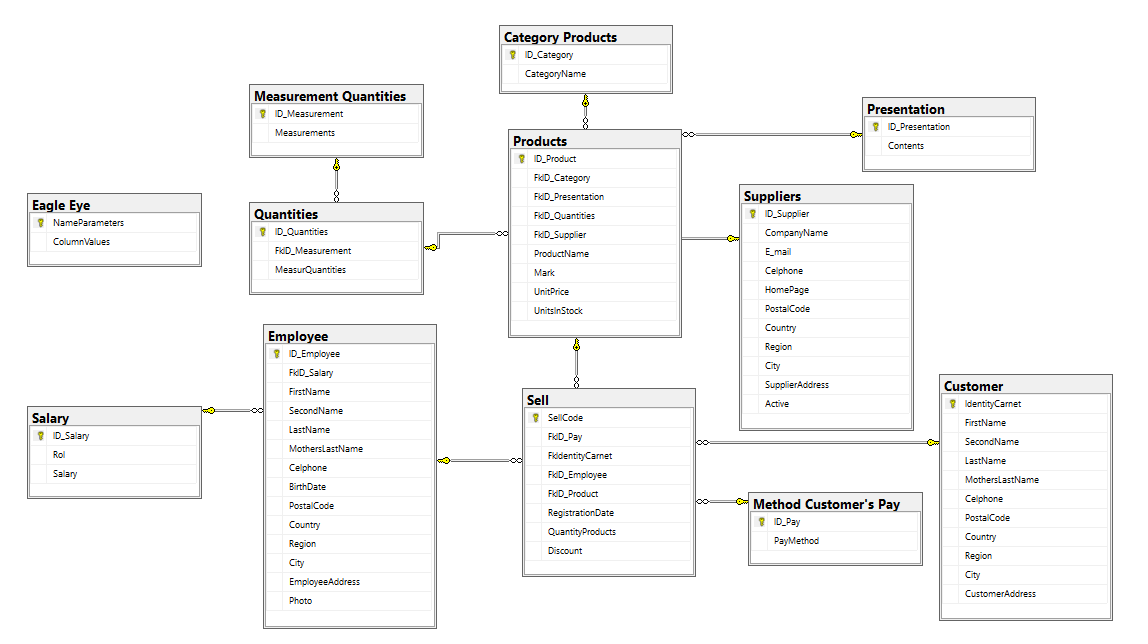 Category Products
ID_Category
CategoryName
Measurement Quantities
ID_Measurement
Measurements
Presentation
ID_Presentation
Contents
Products
ID_Product
FkID_Category
FkID_Presentation
FkID_Quantities
FkID_Supplier
ProductName
Mark
UnitPrice
UnitsInStock
Eagle Eye
NameParameters
ColumnValues
Quantities
ID_Quantities
FkID_Measurement
MeasurQuantities
Suppliers
ID_Supplier
CompanyName
E_mail
Celphone
HomePage
PostalCode
Country
Region
City
SupplierAddress
Active
Employee
ID_Employee
FkID_Salary
FirstName
SecondName
LastName
MothersLastName
Celphone
BirthDate
PostalCode
Country
Region
City
EmployeeAddress
Photo
Salary
ID_Salary
Rol
Salary
Sell
SellCode
FkID_Pay
FkIdentityCarnet
FkID_Employee
FkID_Product
RegistrationDate
QuantityProducts
Discount
Customer
IdentityCarnet
FirstName
SecondName
LastName
MothersLastName
Celphone
PostalCode
Country
Region
City
CustomerAddress
Method Customer's Pay
ID_Pay
PayMethod